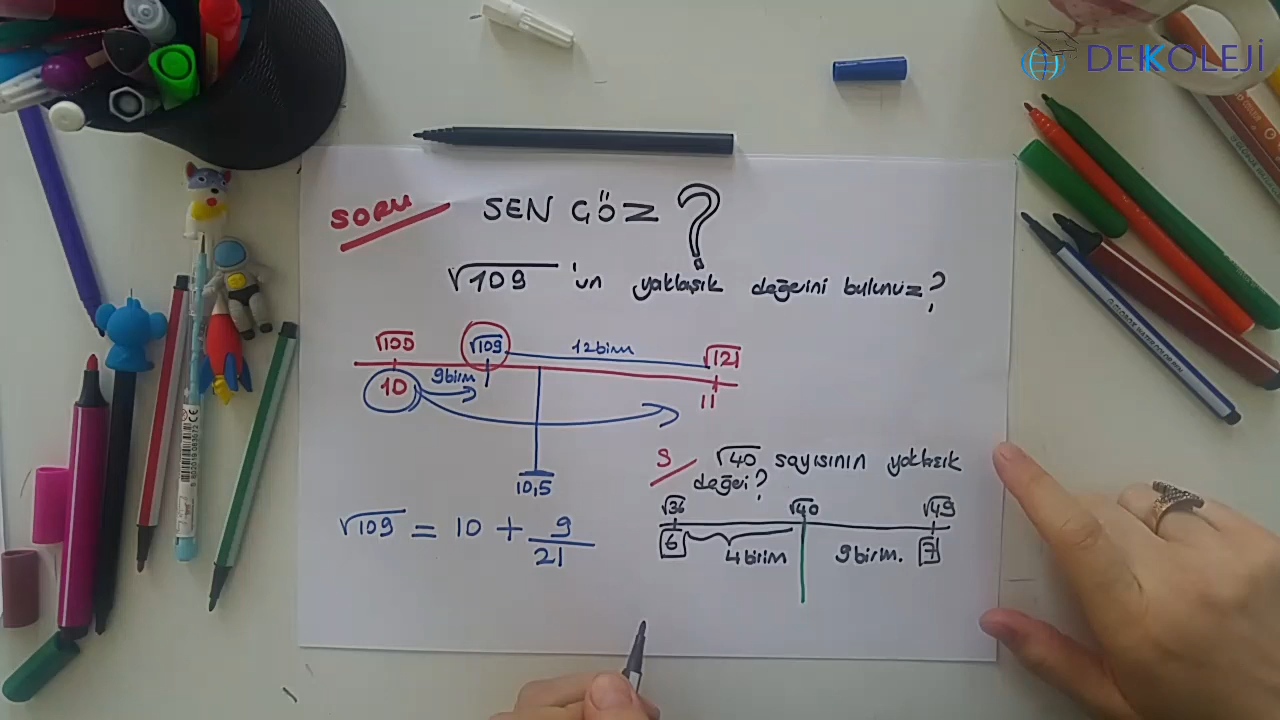 DEKOLEJİ
SORU
SEN ÇÖZ ?
√109 'un yaklaşık değerini bulunuz?
√100 √109 12 birim √121
10 9 birim 11
10,5
√109 = 10 + 9/21
S/ √40 sayısının yaklaşık
değeri?
√36 √40 √49
6 4 birim 9 birim. 7